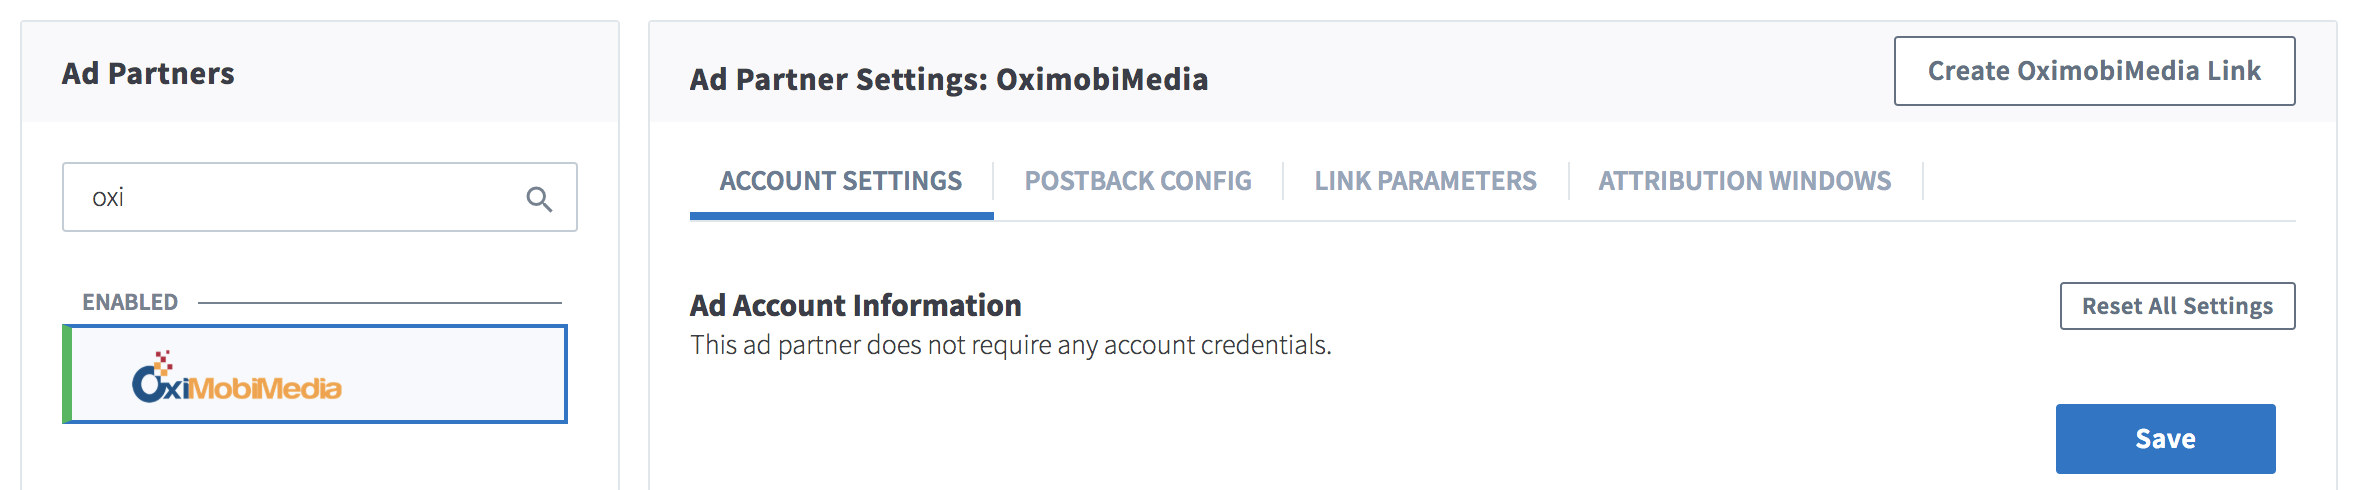 Ad Partners
oxi
ENABLED
OxiMobiMedia
Ad Partner Settings: OximobiMedia
Create OximobiMedia Link
ACCOUNT SETTINGS
POSTBACK CONFIG
LINK PARAMETERS
ATTRIBUTION WINDOWS
Ad Account Information
Reset All Settings
This ad partner does not require any account credentials.
Save